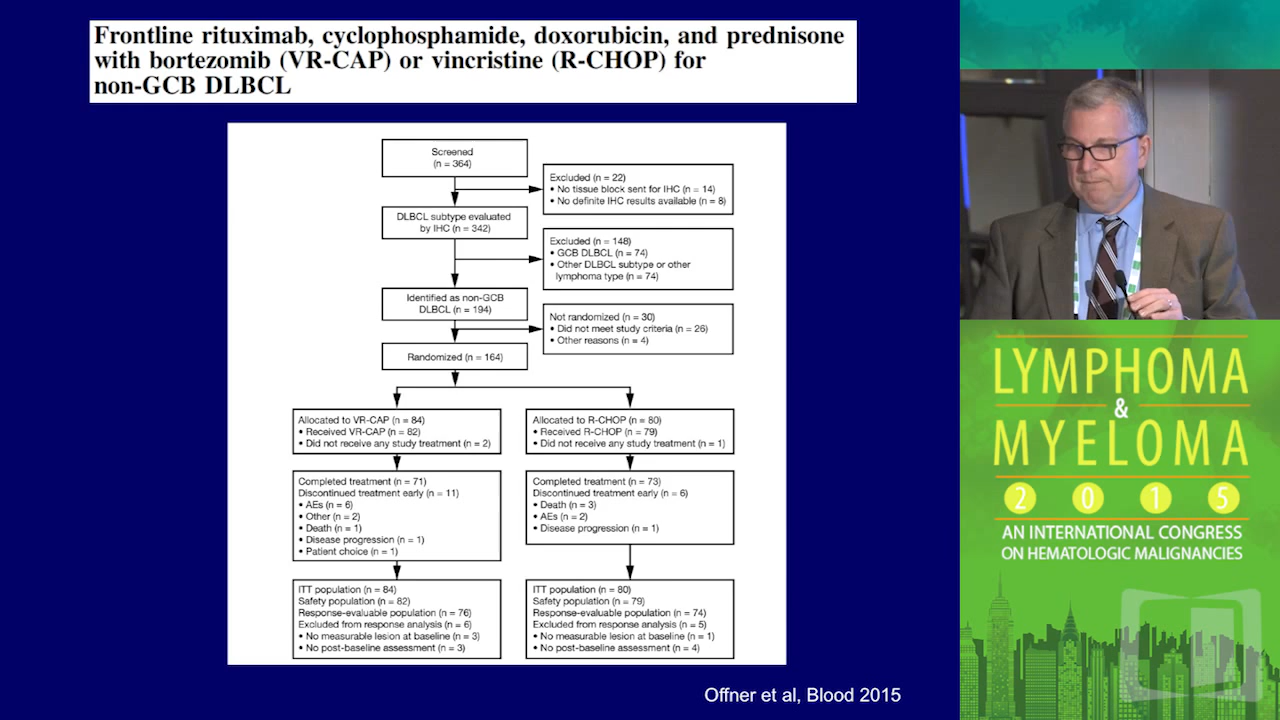 Frontline rituximab, cyclophosphamide, doxorubicin, and prednisone
with bortezomib (VR-CAP) or vincristine (R-CHOP) for
non-GCB DLBCL
Screened
(n = 364)
Excluded (n = 22)
• No tissue block sent for IHC (n = 14)
• No definite IHC results available (n = 8)
DLBCL subtype evaluated
by IHC (n = 342)
Excluded (n = 148)
• GCB DLBCL (n = 74)
• Other DLBCL subtype or other
lymphoma type (n = 74)
Identified as non-GCB
DLBCL (n = 194)
Not randomized (n = 30)
• Did not meet study criteria (n = 26)
• Other reasons (n = 4)
Randomized (n = 164)
Allocated to VR-CAP (n = 84)
• Received VR-CAP (n = 82)
• Did not receive any study treatment (n = 2)
Allocated to R-CHOP (n = 80)
• Received R-CHOP (n = 79)
• Did not receive any study treatment (n = 1)
Completed treatment (n = 71)
Discontinued treatment early (n = 11)
• AEs (n = 6)
• Other (n = 2)
• Death (n = 1)
• Disease progression (n = 1)
• Patient choice (n = 1)
Completed treatment (n = 73)
Discontinued treatment early (n = 6)
• Death (n = 3)
• AEs (n = 2)
• Disease progression (n = 1)
ITT population (n = 84)
Safety population (n = 82)
Response-evaluable population (n = 76)
Excluded from response analysis (n = 6)
• No measurable lesion at baseline (n = 3)
• No post-baseline assessment (n = 3)
ITT population (n = 80)
Safety population (n = 79)
Response-evaluable population (n = 74)
Excluded from response analysis (n = 5)
• No measurable lesion at baseline (n = 1)
• No post-baseline assessment (n = 4)
Offner et al, Blood 2015
LYMPHOMA
&
MYELOMA
2 0 1 5
AN INTERNATIONAL CONGRESS
ON HEMATOLOGIC MALIGNANCIES